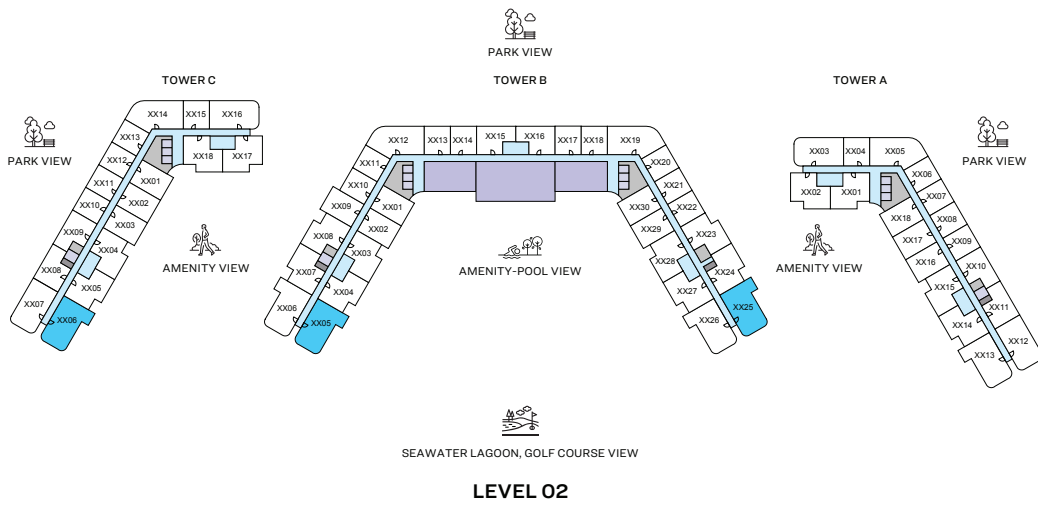 PARK VIEW
TOWER C
TOWER B
TOWER A
PARK VIEW
PARK VIEW
XX14
XX15
XX16
XX13
XX12
XX11
XX10
XX09
XX08
XX07
XX18
XX17
XX01
XX02
XX03
XX04
XX05
XX06
AMENITY VIEW
XX12
XX13
XX14
XX15
XX16
XX17
XX18
XX19
XX11
XX10
XX09
XX08
XX07
XX06
XX01
XX02
XX03
XX04
XX05
XX20
XX21
XX22
XX23
XX24
XX25
XX30
XX29
XX28
XX27
XX26
AMENITY-POOL VIEW
XX03
XX04
XX05
XX02
XX01
XX06
XX07
XX08
XX09
XX10
XX11
XX12
XX18
XX17
XX16
XX15
XX14
XX13
AMENITY VIEW
SEAWATER LAGOON, GOLF COURSE VIEW
LEVEL 02